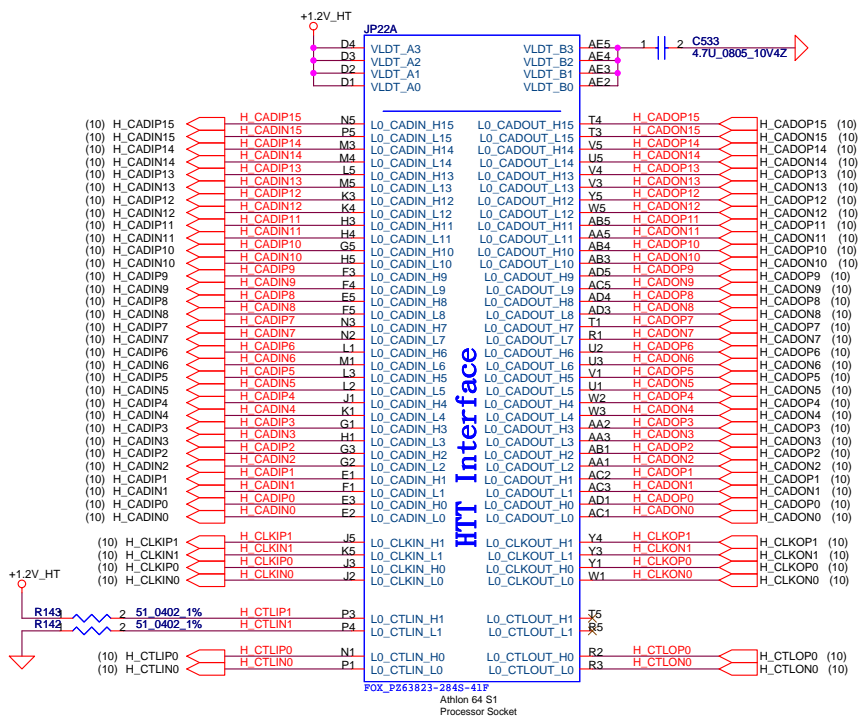 +1.2V_HT
JP22A
D4 VLDT_A3 VLDT_B3 AE5 1 2 C533
D3 VLDT_A2 VLDT_B2 AE4 4.7U_0805_10V4Z
D2 VLDT_A1 VLDT_B1 AE3
D1 VLDT_A0 VLDT_B0 AE2
(10) H_CADIP15 H_CADIP15 N5 L0_CADIN_H15 L0_CADOUT_H15 T4 H_CADOP15 H_CADOP15 (10)
(10) H_CADIN15 H_CADIN15 P5 L0_CADIN_L15 L0_CADOUT_L15 T3 H_CADON15 H_CADON15 (10)
(10) H_CADIP14 H_CADIP14 M3 L0_CADIN_H14 L0_CADOUT_H14 V5 H_CADOP14 H_CADOP14 (10)
(10) H_CADIN14 H_CADIN14 M4 L0_CADIN_L14 L0_CADOUT_L14 U5 H_CADON14 H_CADON14 (10)
(10) H_CADIP13 H_CADIP13 L5 L0_CADIN_H13 L0_CADOUT_H13 V4 H_CADOP13 H_CADOP13 (10)
(10) H_CADIN13 H_CADIN13 M5 L0_CADIN_L13 L0_CADOUT_L13 V3 H_CADON13 H_CADON13 (10)
(10) H_CADIP12 H_CADIP12 K3 L0_CADIN_H12 L0_CADOUT_H12 Y5 H_CADOP12 H_CADOP12 (10)
(10) H_CADIN12 H_CADIN12 K4 L0_CADIN_L12 L0_CADOUT_L12 W5 H_CADON12 H_CADON12 (10)
(10) H_CADIP11 H_CADIP11 H3 L0_CADIN_H11 L0_CADOUT_H11 AB5 H_CADOP11 H_CADOP11 (10)
(10) H_CADIN11 H_CADIN11 H4 L0_CADIN_L11 L0_CADOUT_L11 AA5 H_CADON11 H_CADON11 (10)
(10) H_CADIP10 H_CADIP10 G5 L0_CADIN_H10 L0_CADOUT_H10 AB4 H_CADOP10 H_CADOP10 (10)
(10) H_CADIN10 H_CADIN10 H5 L0_CADIN_L10 L0_CADOUT_L10 AB3 H_CADON10 H_CADON10 (10)
(10) H_CADIP9 H_CADIP9 F3 L0_CADIN_H9 L0_CADOUT_H9 AD5 H_CADOP9 H_CADOP9 (10)
(10) H_CADIN9 H_CADIN9 F4 L0_CADIN_L9 L0_CADOUT_L9 AC5 H_CADON9 H_CADON9 (10)
(10) H_CADIP8 H_CADIP8 E5 L0_CADIN_H8 L0_CADOUT_H8 AD4 H_CADOP8 H_CADOP8 (10)
(10) H_CADIN8 H_CADIN8 F5 L0_CADIN_L8 L0_CADOUT_L8 AD3 H_CADON8 H_CADON8 (10)
(10) H_CADIP7 H_CADIP7 N3 L0_CADIN_H7 L0_CADOUT_H7 T1 H_CADOP7 H_CADOP7 (10)
(10) H_CADIN7 H_CADIN7 N2 L0_CADIN_L7 L0_CADOUT_L7 R1 H_CADON7 H_CADON7 (10)
(10) H_CADIP6 H_CADIP6 L1 L0_CADIN_H6 L0_CADOUT_H6 U2 H_CADOP6 H_CADOP6 (10)
(10) H_CADIN6 H_CADIN6 M1 L0_CADIN_L6 L0_CADOUT_L6 U3 H_CADON6 H_CADON6 (10)
(10) H_CADIP5 H_CADIP5 L3 L0_CADIN_H5 L0_CADOUT_H5 V1 H_CADOP5 H_CADOP5 (10)
(10) H_CADIN5 H_CADIN5 L2 L0_CADIN_L5 L0_CADOUT_L5 U1 H_CADON5 H_CADON5 (10)
(10) H_CADIP4 H_CADIP4 J1 L0_CADIN_H4 L0_CADOUT_H4 W2 H_CADOP4 H_CADOP4 (10)
(10) H_CADIN4 H_CADIN4 K1 L0_CADIN_L4 L0_CADOUT_L4 W3 H_CADON4 H_CADON4 (10)
(10) H_CADIP3 H_CADIP3 G1 L0_CADIN_H3 L0_CADOUT_H3 AA2 H_CADOP3 H_CADOP3 (10)
(10) H_CADIN3 H_CADIN3 H1 L0_CADIN_L3 L0_CADOUT_L3 AA3 H_CADON3 H_CADON3 (10)
(10) H_CADIP2 H_CADIP2 G3 L0_CADIN_H2 L0_CADOUT_H2 AB1 H_CADOP2 H_CADOP2 (10)
(10) H_CADIN2 H_CADIN2 G2 L0_CADIN_L2 L0_CADOUT_L2 AA1 H_CADON2 H_CADON2 (10)
(10) H_CADIP1 H_CADIP1 E1 L0_CADIN_H1 L0_CADOUT_H1 AC2 H_CADOP1 H_CADOP1 (10)
(10) H_CADIN1 H_CADIN1 F1 L0_CADIN_L1 L0_CADOUT_L1 AC3 H_CADON1 H_CADON1 (10)
(10) H_CADIP0 H_CADIP0 E3 L0_CADIN_H0 L0_CADOUT_H0 AD1 H_CADOP0 H_CADOP0 (10)
(10) H_CADIN0 H_CADIN0 E2 L0_CADIN_L0 L0_CADOUT_L0 AC1 H_CADON0 H_CADON0 (10)
HTT Interface
(10) H_CLKIP1 H_CLKIP1 J5 L0_CLKIN_H1 L0_CLKOUT_H1 Y4 H_CLKOP1 H_CLKOP1 (10)
(10) H_CLKIN1 H_CLKIN1 K5 L0_CLKIN_L1 L0_CLKOUT_L1 Y3 H_CLKON1 H_CLKON1 (10)
(10) H_CLKIP0 H_CLKIP0 J3 L0_CLKIN_H0 L0_CLKOUT_H0 Y1 H_CLKOP0 H_CLKOP0 (10)
(10) H_CLKIN0 H_CLKIN0 J2 L0_CLKIN_L0 L0_CLKOUT_L0 W1 H_CLKON0 H_CLKON0 (10)
+1.2V_HT
R143 2 51_0402_1% H_CTLIP1 P3 L0_CTLIN_H1 L0_CTLOUT_H1 T5
R142 2 51_0402_1% H_CTLIN1 P4 L0_CTLIN_L1 L0_CTLOUT_L1 R5
(10) H_CTLIP0 H_CTLIP0 N1 L0_CTLIN_H0 L0_CTLOUT_H0 R2 H_CTLOP0 H_CTLOP0 (10)
(10) H_CTLIN0 H_CTLIN0 P1 L0_CTLIN_L0 L0_CTLOUT_L0 R3 H_CTLON0 H_CTLON0 (10)
FOX_PZ63823-284S-41F
Athlon 64 S1
Processor Socket